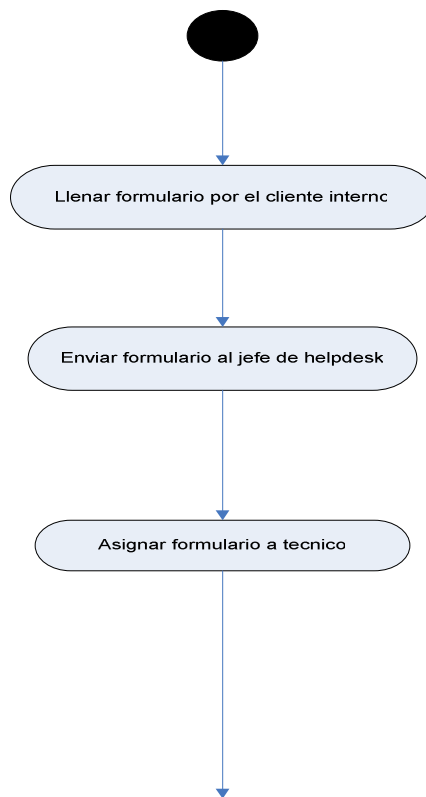 Llenar formulario por el cliente interno
Enviar formulario al jefe de helpdesk
Asignar formulario a tecnico